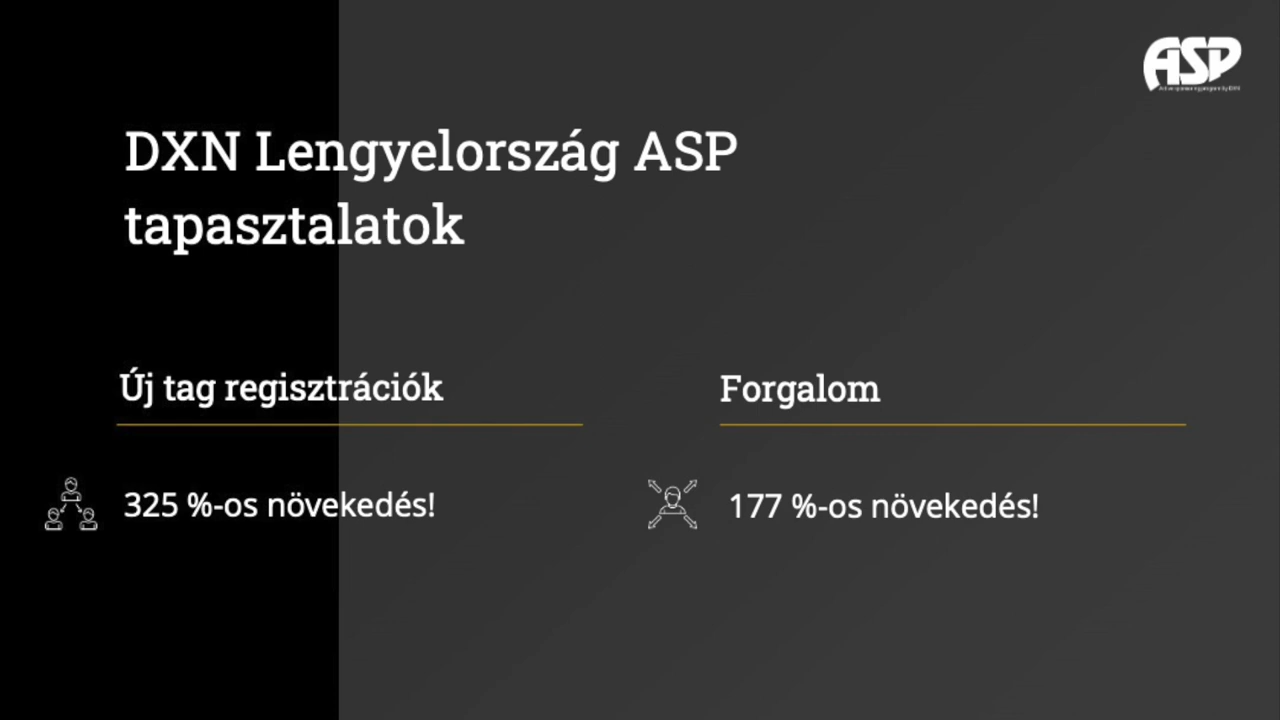 ASP
DXN Lengyelország ASP
tapasztalatok
Új tag regisztrációk
Forgalom
325 %-os növekedés!
177 %-os növekedés!